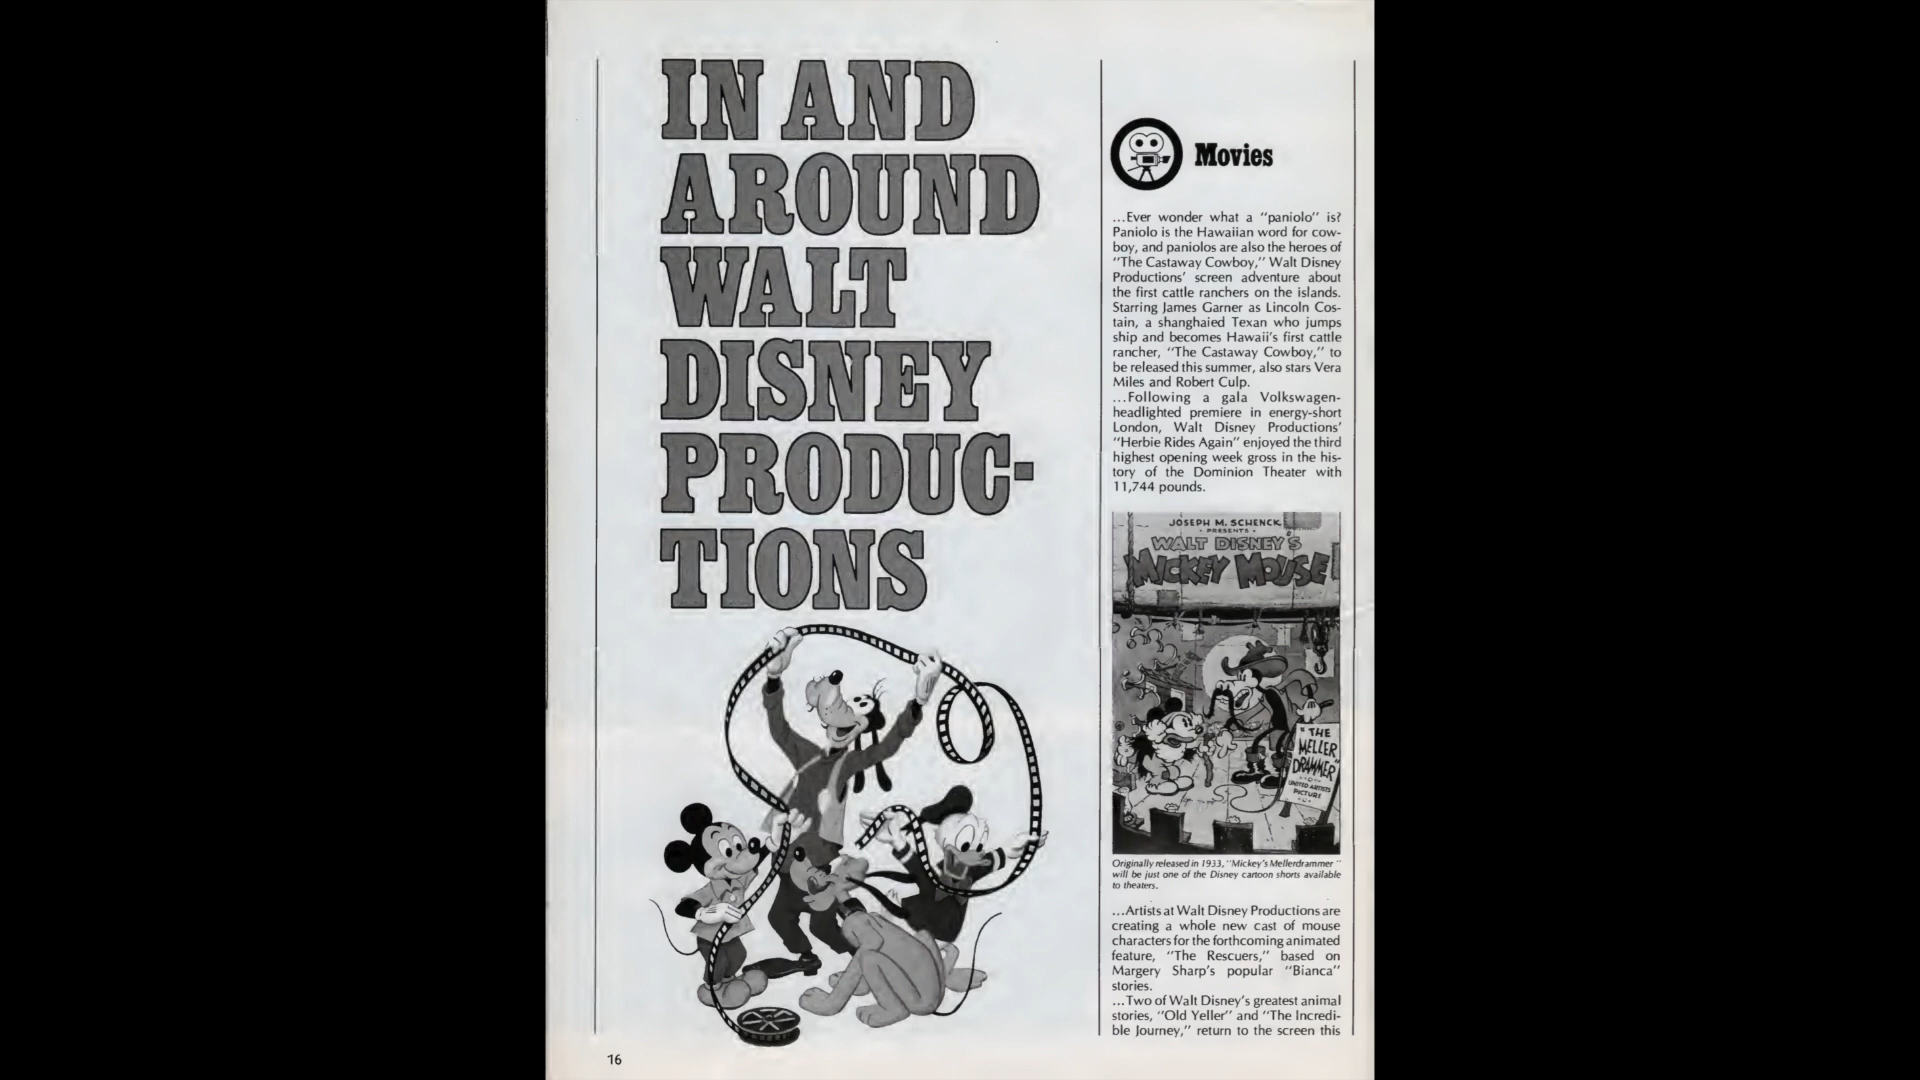 IN AND
AROUND
WALT
DISNEY
PRODUC-
TIONS
Movies
...Ever wonder what a "paniolo" is?
Paniolo is the Hawaiian word for cow-
boy, and paniolos are also the heroes of
"The Castaway Cowboy," Walt Disney
Productions' screen adventure about
the first cattle ranchers on the islands.
Starring James Garner as Lincoln Cos-
tain, a shanghaied Texan who jumps
ship and becomes Hawaii's first cattle
rancher, "The Castaway Cowboy," to
be released this summer, also stars Vera
Miles and Robert Culp.
...Following a gala Volkswagen-
headlighted premiere in energy-short
London, Walt Disney Productions'
"Herbie Rides Again" enjoyed the third
highest opening week gross in the his-
tory of the Dominion Theater with
11,744 pounds.
JOSEPH M. SCHENCK
• PRESENTS •
WALT DISNEY'S
MICKEY MOUSE
"THE
MELLER
DRAMMER"
UNITED ARTISTS
PICTURE
Originally released in 1933, "Mickey's Mellerdrammer"
will be just one of the Disney cartoon shorts available
to theaters.
...Artists at Walt Disney Productions are
creating a whole new cast of mouse
characters for the forthcoming animated
feature, "The Rescuers," based on
Margery Sharp's popular "Bianca"
stories.
...Two of Walt Disney's greatest animal
stories, "Old Yeller" and "The Incredi-
ble Journey," return to the screen this
16